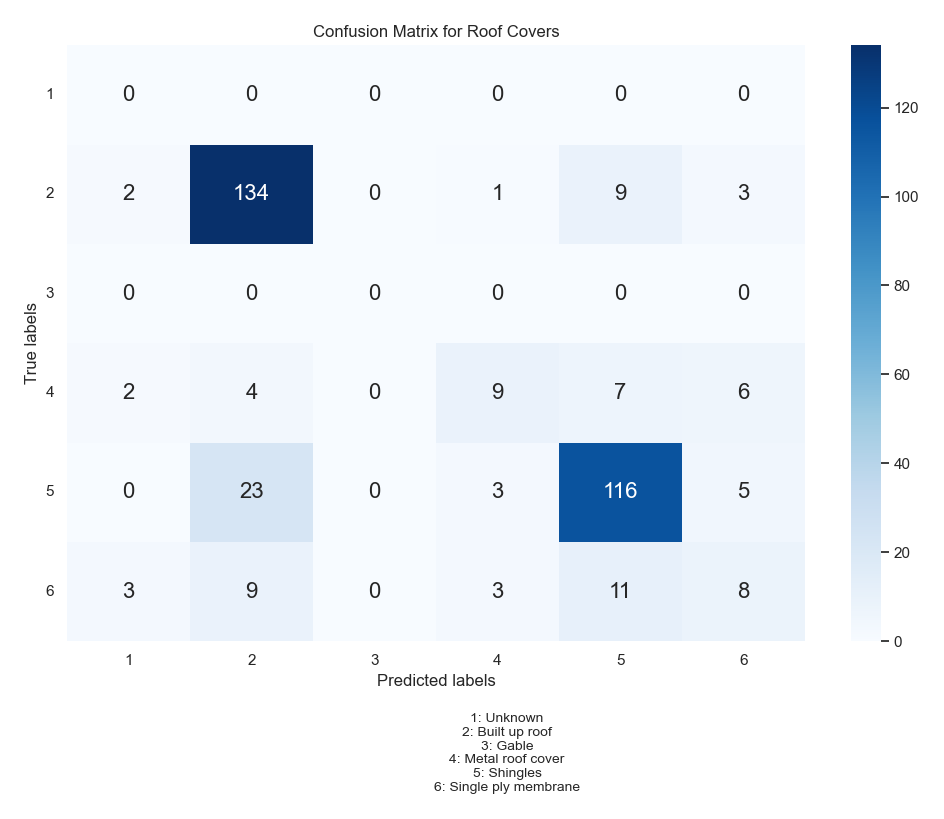 Confusion Matrix for Roof Covers
1 0 0 0 0 0 0
120
2 2 134 0 1 9 3
100
3 0 0 0 0 0 0
80
True labels
60
4 2 4 0 9 7 6
40
5 0 23 0 3 116 5
20
6 3 9 0 3 11 8
0
1 2 3 4 5 6
Predicted labels
1: Unknown
2: Built up roof
3: Gable
4: Metal roof cover
5: Shingles
6: Single ply membrane